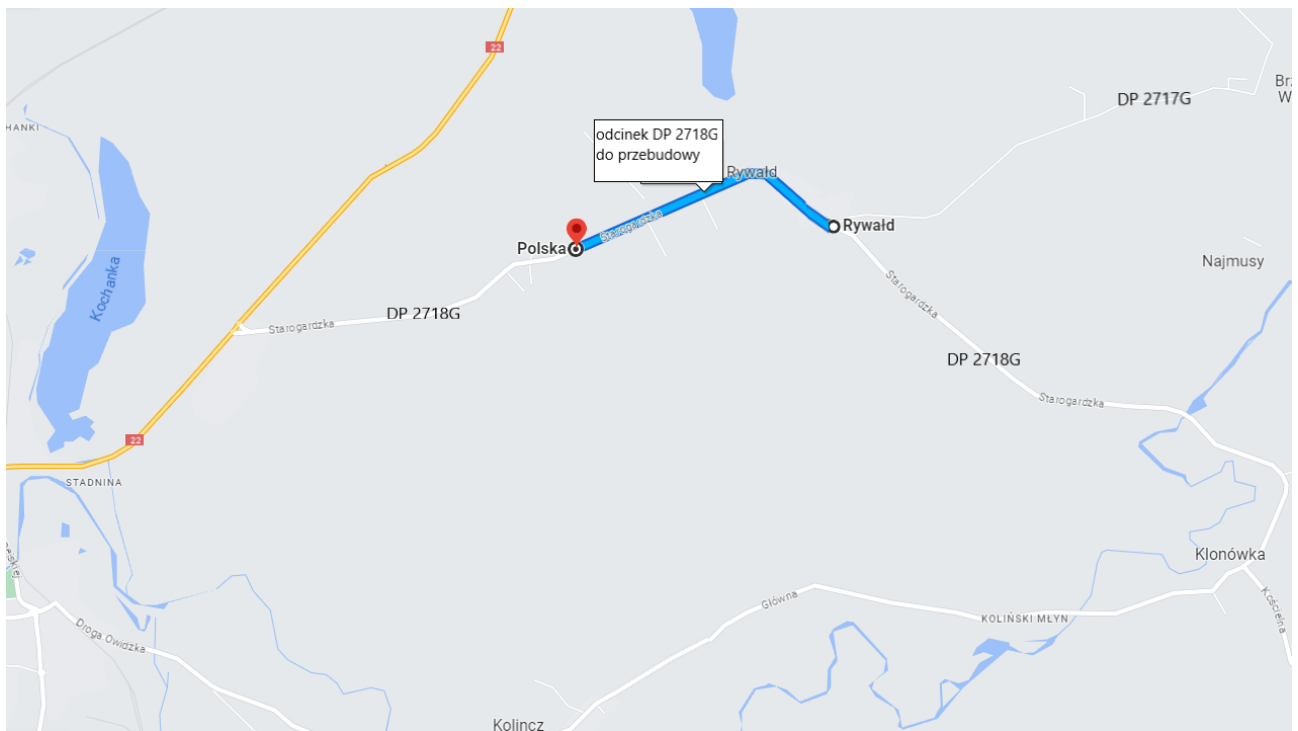 22
DP 2717G
Brz
W
HANKI
odcinek DP 2718G
do przebudowy
Rywałd
Starogardzka
Rywałd
Polska
Najmusy
Kochanka
Starogardzka
DP 2718G
Starogardzka
DP 2718G
Starogardzka
22
STADNINA
Klonówka
Główna
KOLIŃSKI MŁYN
Kościelna
Droga Owidzka
Kolincz